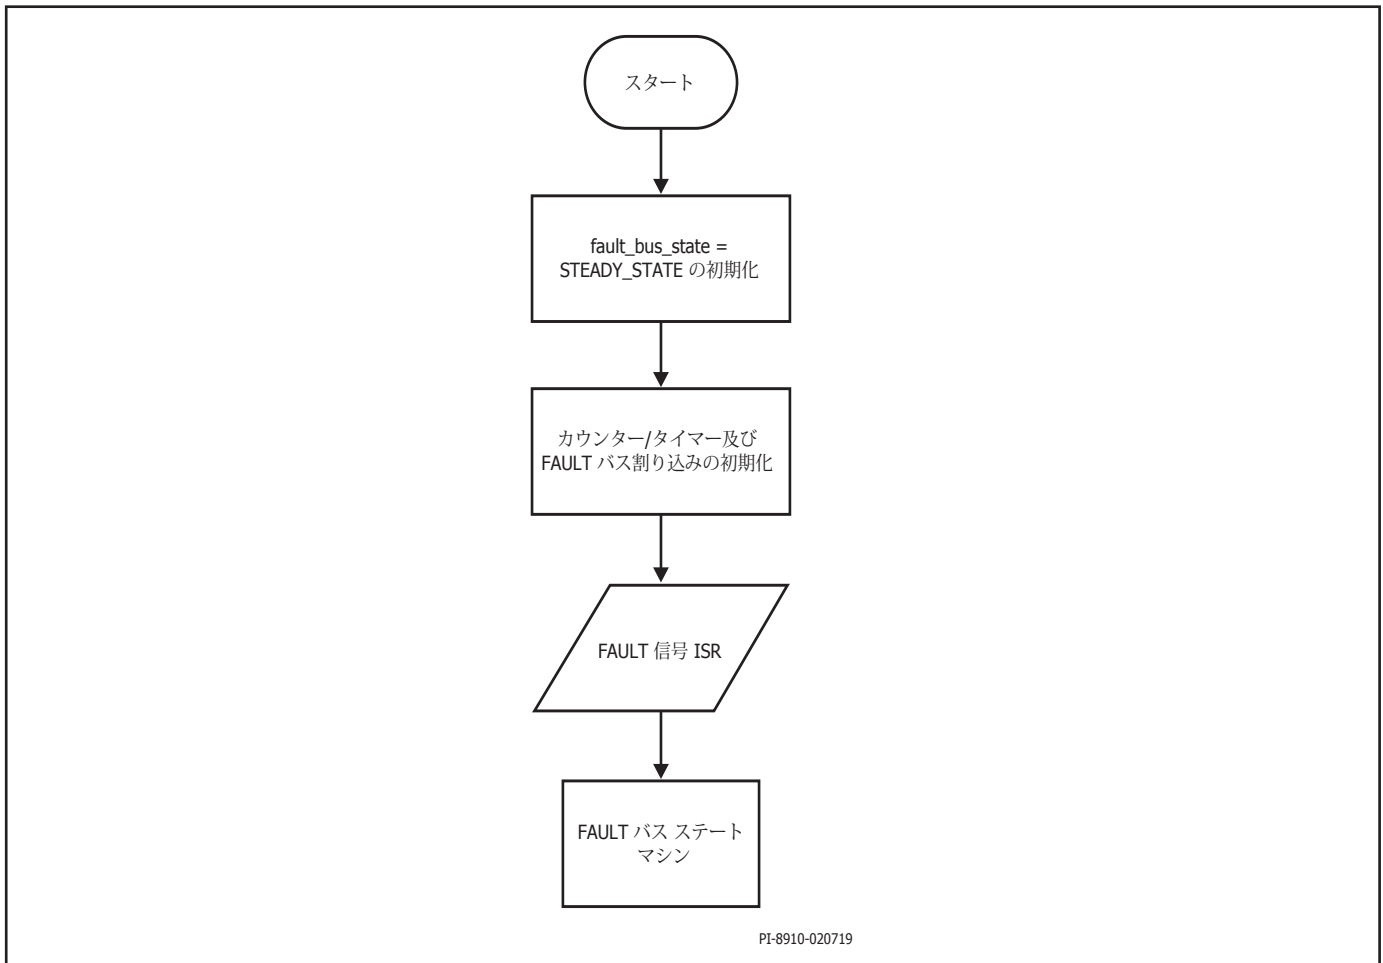 スタート
fault_bus_state =
STEADY_STATE の初期化
カウンター/タイマー及び
FAULT バス割り込みの初期化
FAULT 信号 ISR
FAULT バス ステート
マシン
PI-8910-020719